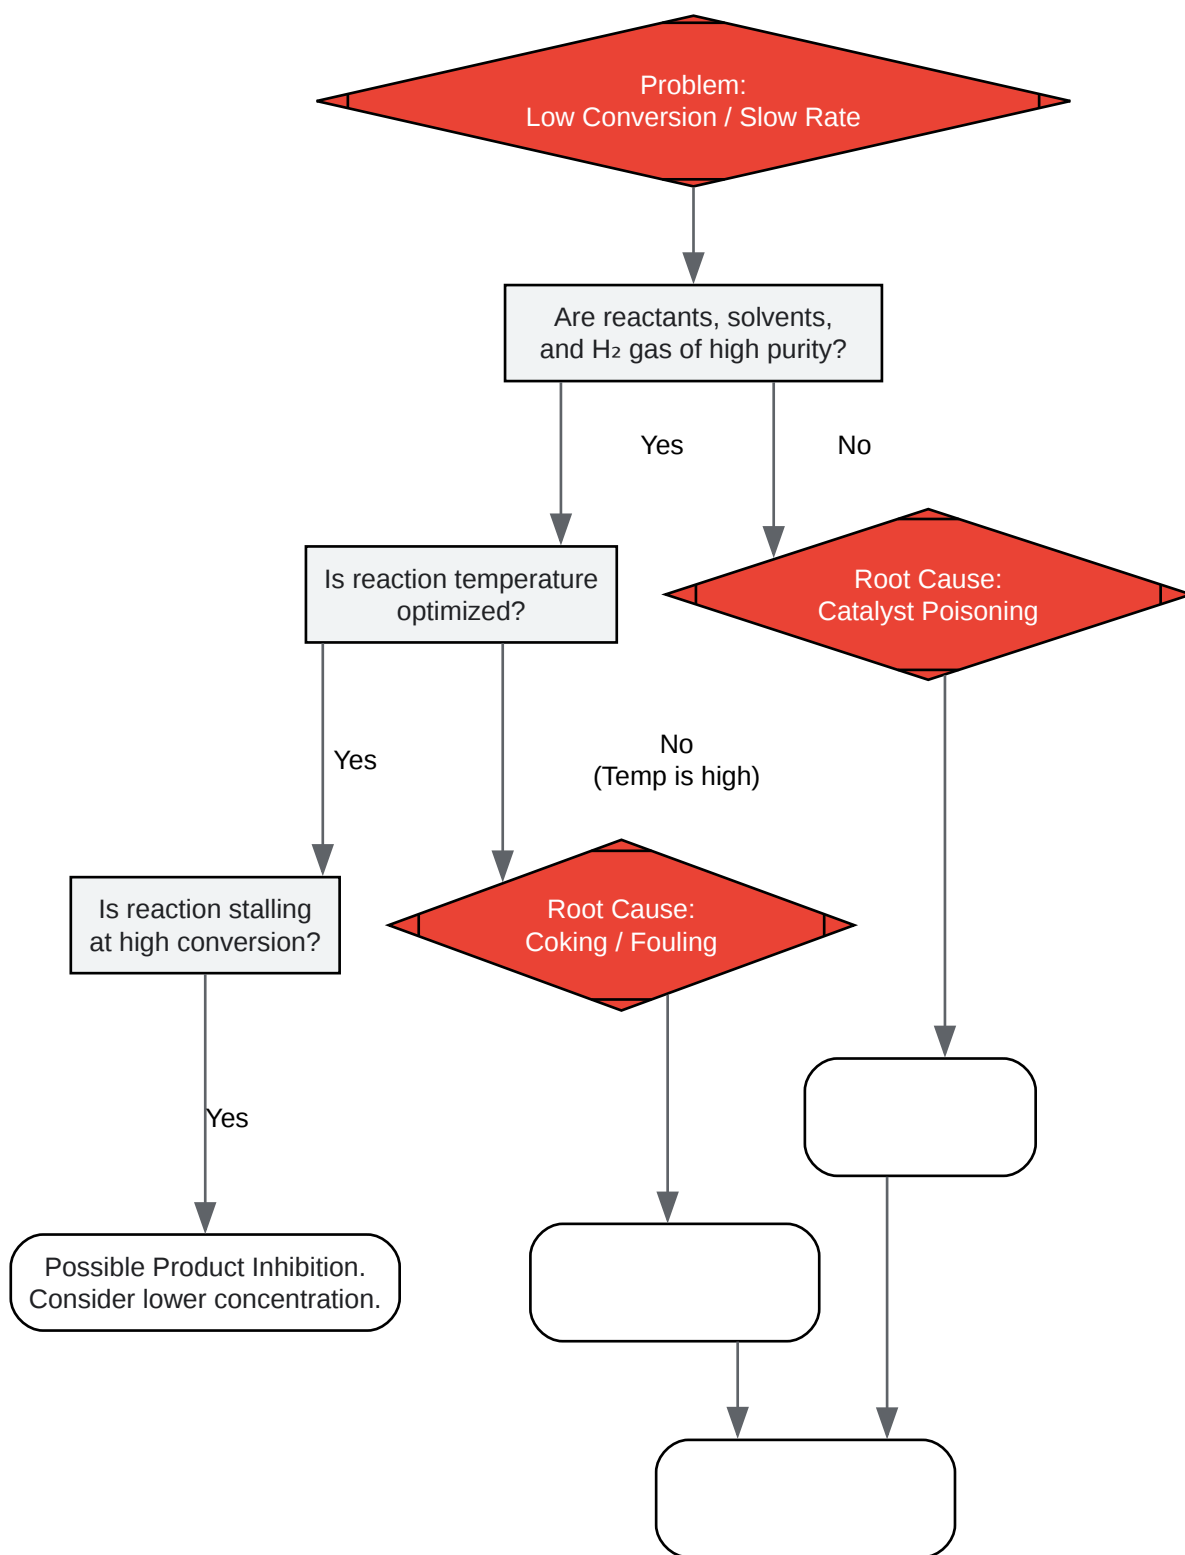 Problem:
Low Conversion / Slow Rate
Are reactants, solvents,
and H₂ gas of high purity?
Yes
No
Is reaction temperature
optimized?
Root Cause:
Catalyst Poisoning
Yes
No
(Temp is high)
Is reaction stalling
at high conversion?
Root Cause:
Coking / Fouling
Yes
Possible Product Inhibition.
Consider lower concentration.